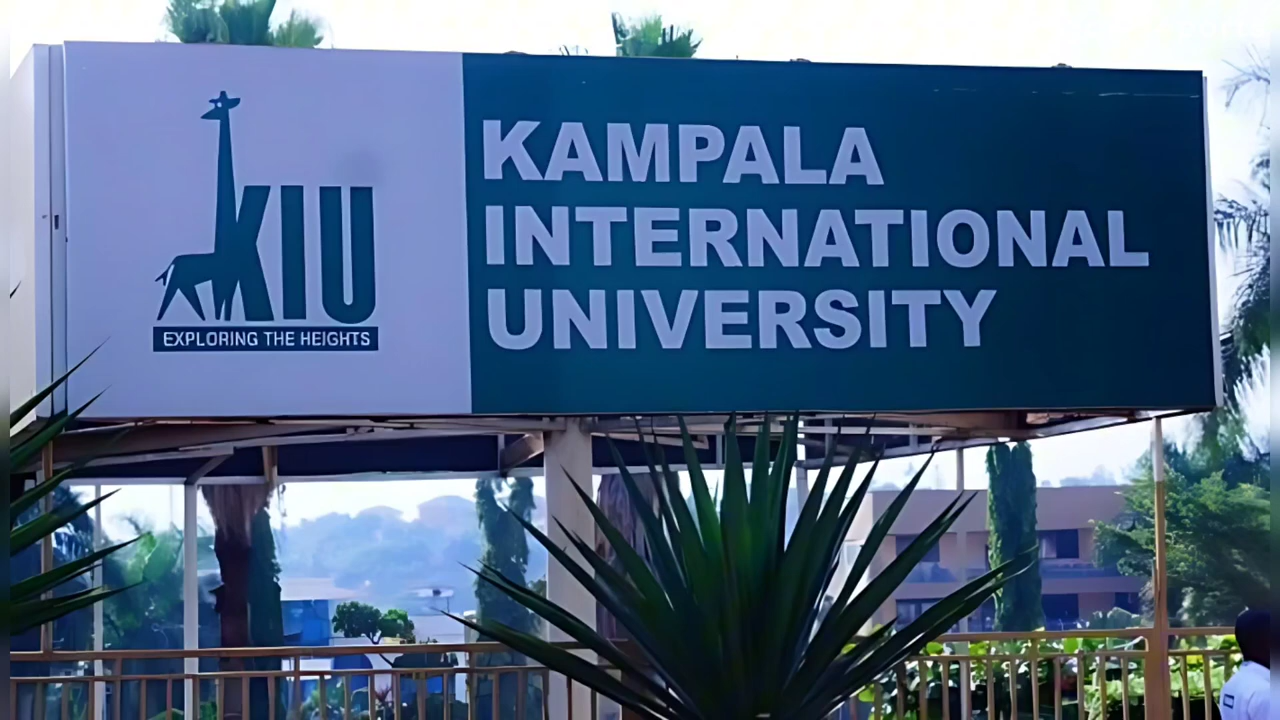 KIU
EXPLORING THE HEIGHTS
KAMPALA
INTERNATIONAL
UNIVERSITY